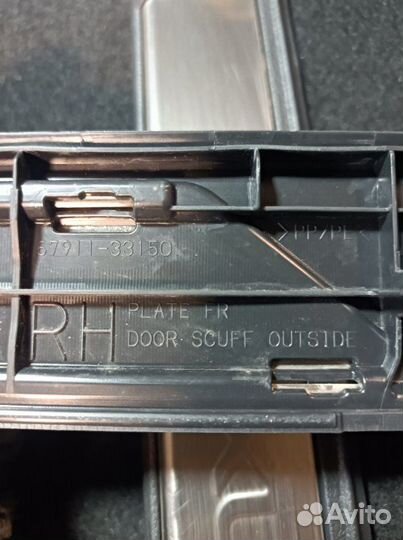 67911-33150
>PP/PE
RH
PLATE FR
DOOR SCUFF OUTSIDE
Avito